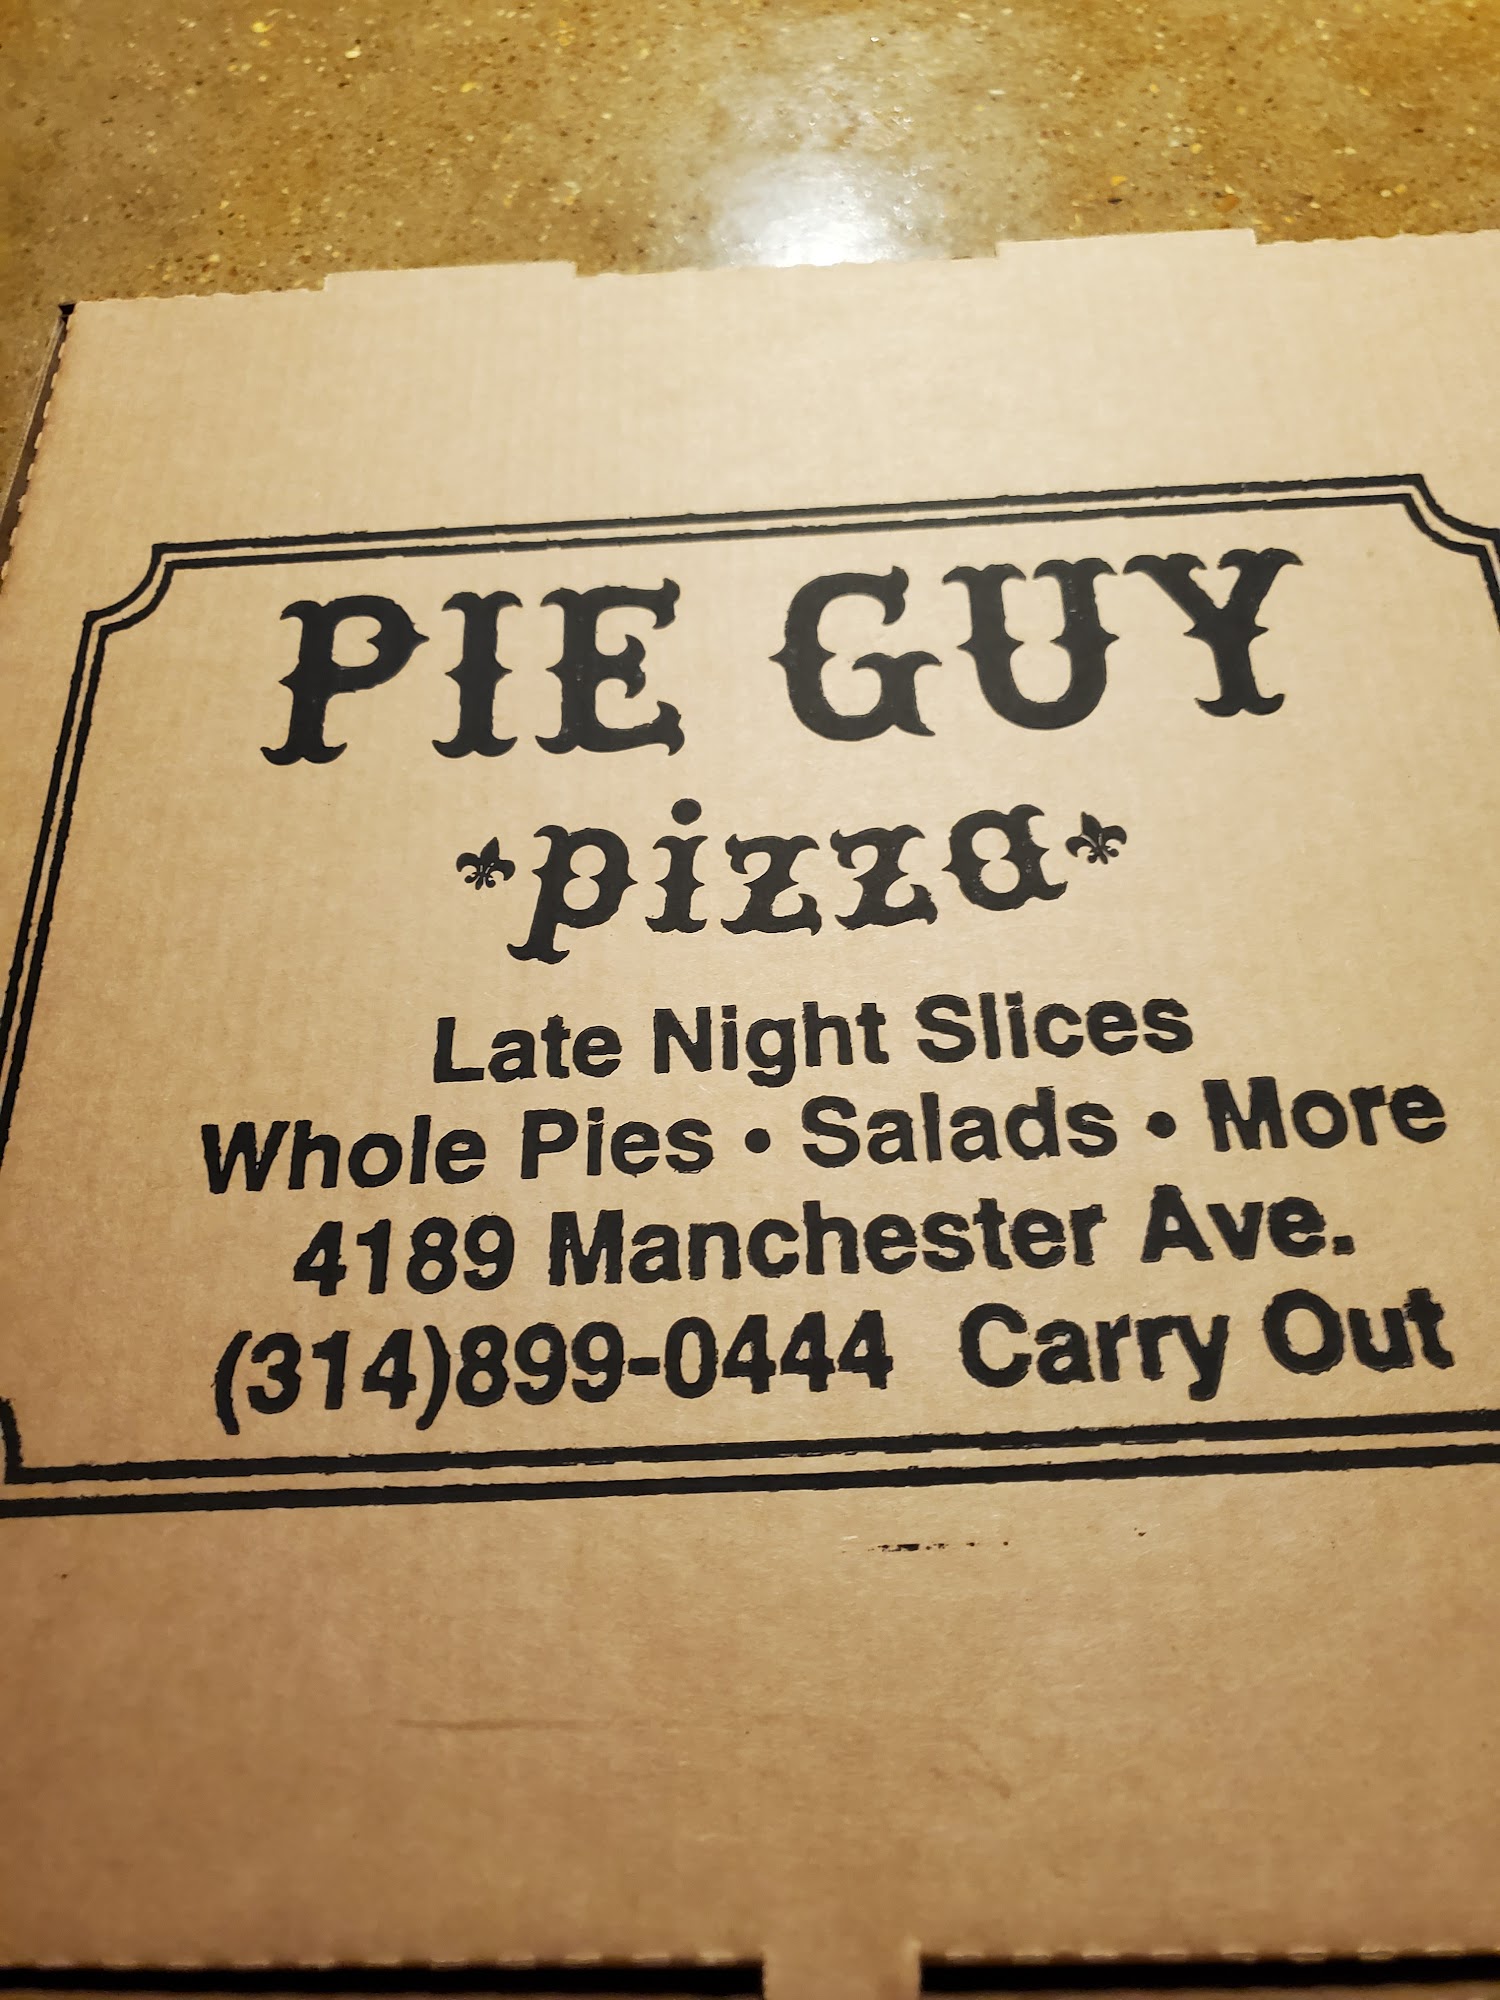 PIE GUY
pizza
Late Night Slices
Whole Pies • Salads • More
4189 Manchester Ave.
(314)899-0444 Carry Out